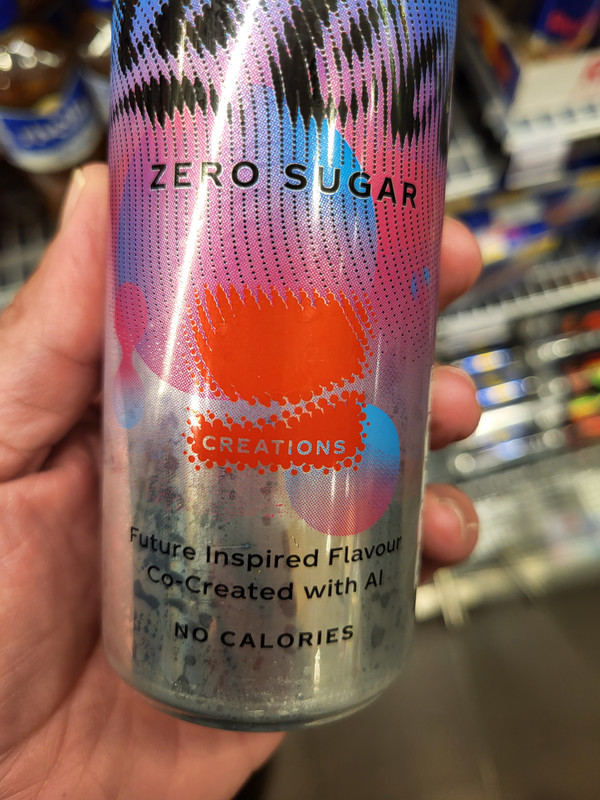 ZERO SUGAR
CREATIONS
Future Inspired Flavour
Co-Created with AI
NO CALORIES